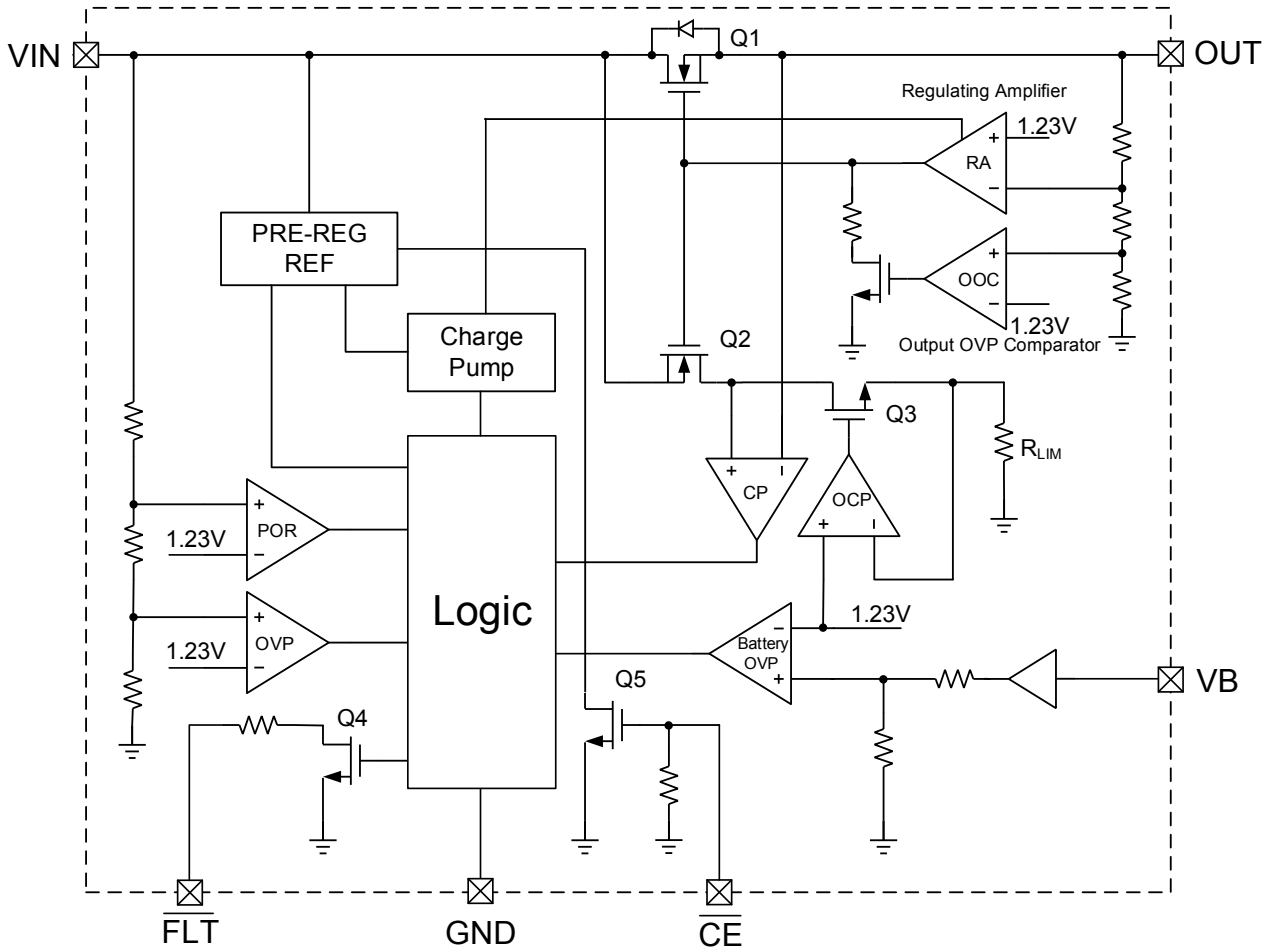 VIN
Q1
OUT
Regulating Amplifier
1.23V
+
RA
−
PRE-REG
REF
+
OOC
−
1.23V
Output OVP Comparator
Charge
Pump
Q2
Q3
RLIM
+
−
CP
OCP
+
−
+
POR
1.23V
−
Logic
+
OVP
1.23V
−
−
1.23V
Battery
OVP
+
VB
Q5
Q4
FLT
GND
CE